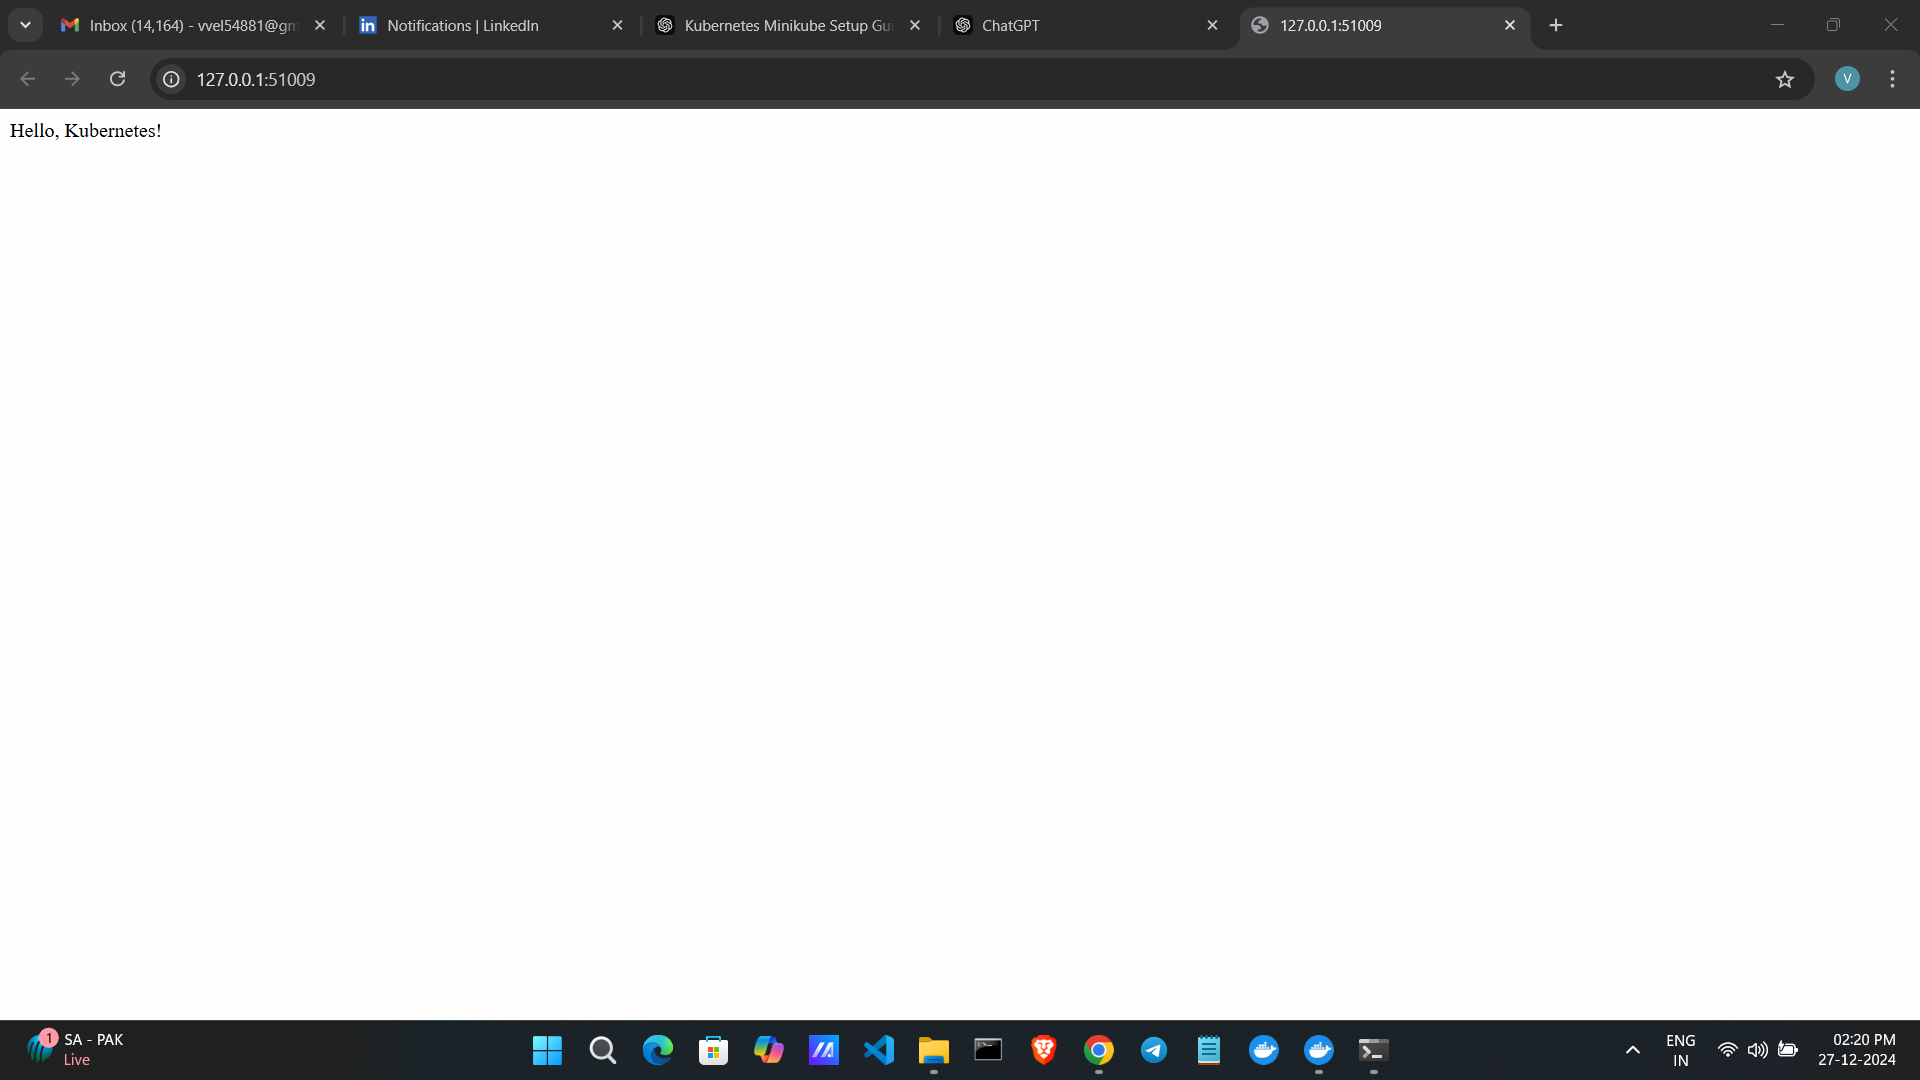 Inbox (14,164) - vvel54881@gm
Notifications | LinkedIn
Kubernetes Minikube Setup Gu
ChatGPT
127.0.0.1:51009
127.0.0.1:51009
V
Hello, Kubernetes!
1
SA - PAK
Live
ENG
IN
02:20 PM
27-12-2024